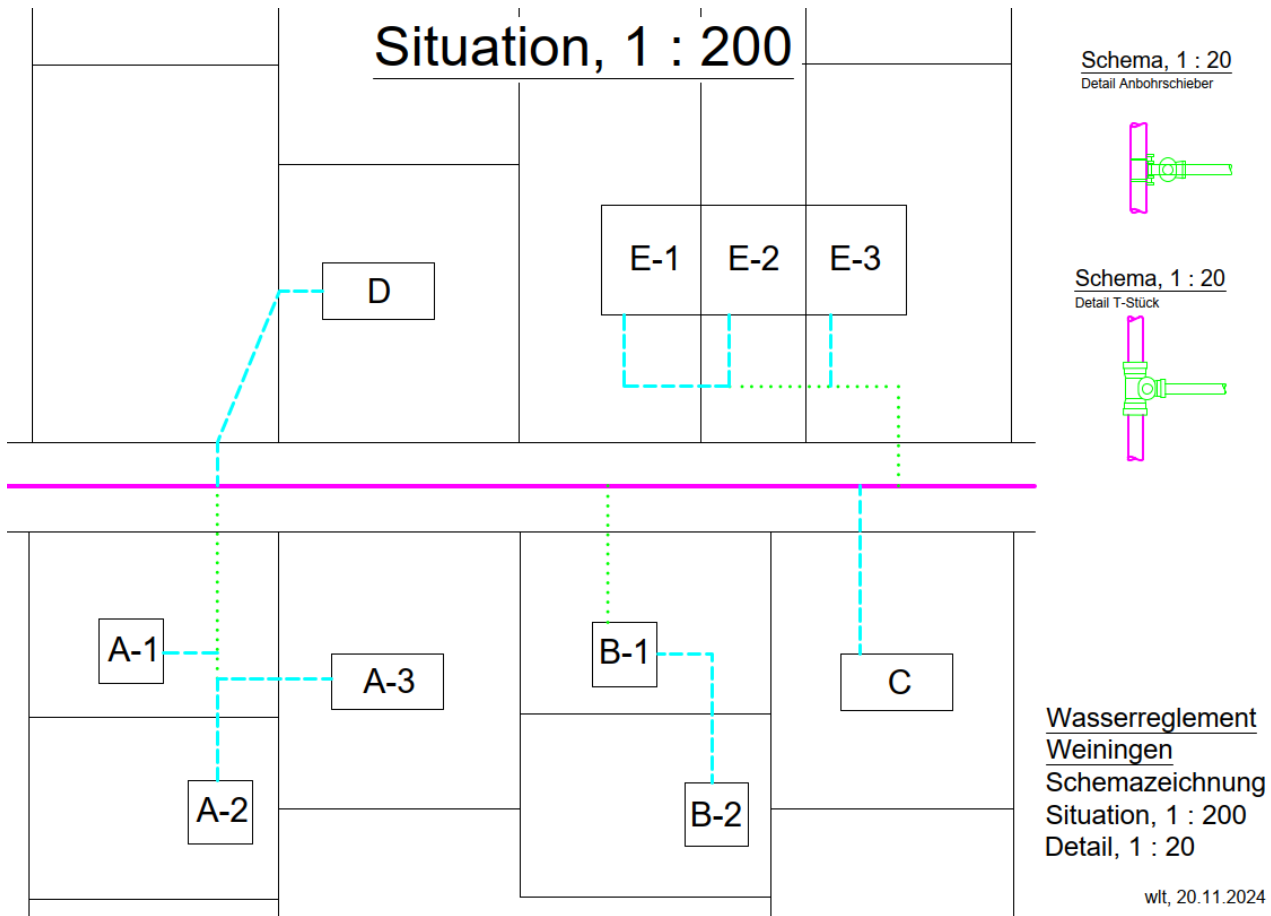 Situation, 1 : 200
Schema, 1 : 20
Detail Anbohrschieber
E-1
E-2
E-3
D
Schema, 1 : 20
Detail T-Stück
A-1
A-3
B-1
C
A-2
B-2
Wasserreglement
Weiningen
Schemazeichnung
Situation, 1 : 200
Detail, 1 : 20
wlt, 20.11.2024